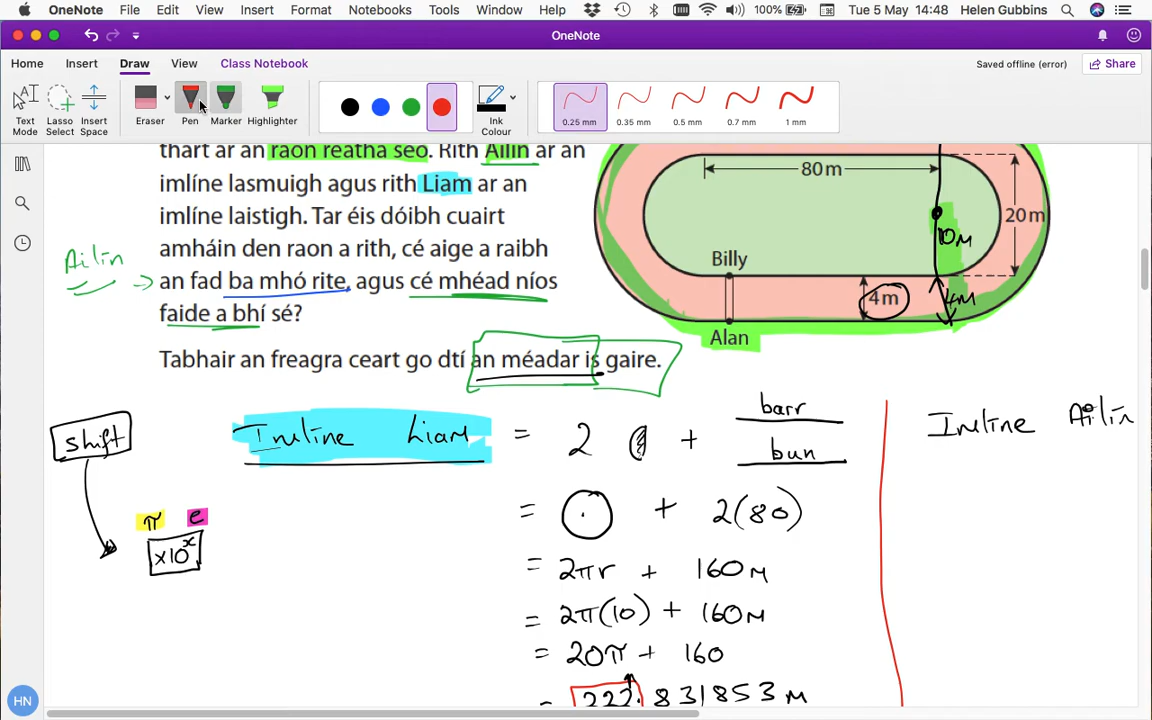 OneNote File Edit View Insert Format Notebooks Tools Window Help 100% Tue 5 May 14:48 Helen Gubbins
OneNote
Home Insert Draw View Class Notebook Saved offline (error) Share
Text Mode Lasso Select Insert Space Eraser Pen Marker Highlighter Ink Colour 0.25 mm 0.35 mm 0.5 mm 0.7 mm 1 mm
thart ar an raon reatha seo. Rith Ailín ar an
imlíne lasmuigh agus rith Liam ar an
imlíne laistigh. Tar éis dóibh cuairt
amháin den raon a rith, cé aige a raibh
an fad ba mhó rite, agus cé mhéad níos
faide a bhí sé?
Ailín
Tabhair an freagra ceart go dtí an méadar is gaire.
80 m
20 m
10M
Billy
4 m
4M
Alan
shift
π e
x10ˣ
Imlíne Liam = 2 + barr
bun
= + 2(80)
= 2πr + 160M
= 2π(10) + 160M
= 20π + 160
= 222.831853 M
Imlíne Ailín
HN